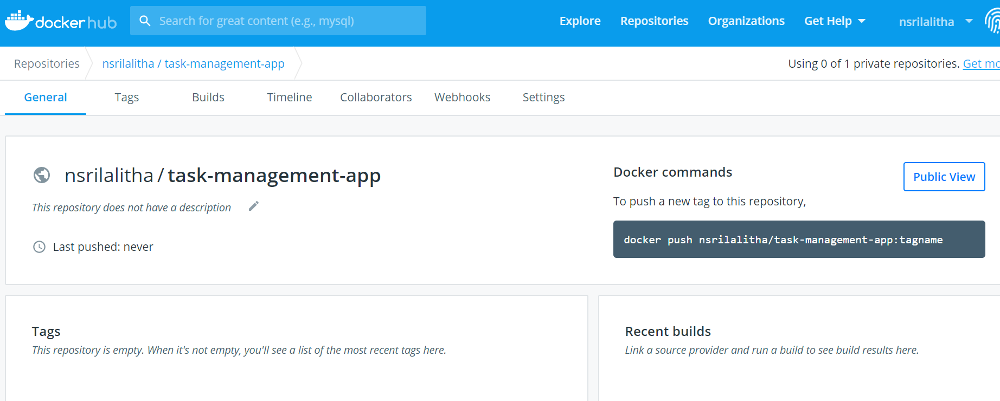 docker hub
Search for great content (e.g., mysql)
Explore
Repositories
Organizations
Get Help
nsrilalitha
Repositories
nsrilalitha / task-management-app
Using 0 of 1 private repositories. Get mo
General
Tags
Builds
Timeline
Collaborators
Webhooks
Settings
nsrilalitha / task-management-app
This repository does not have a description
Last pushed: never
Docker commands
Public View
To push a new tag to this repository,
docker push nsrilalitha/task-management-app:tagname
Tags
This repository is empty. When it's not empty, you'll see a list of the most recent tags here.
Recent builds
Link a source provider and run a build to see build results here.